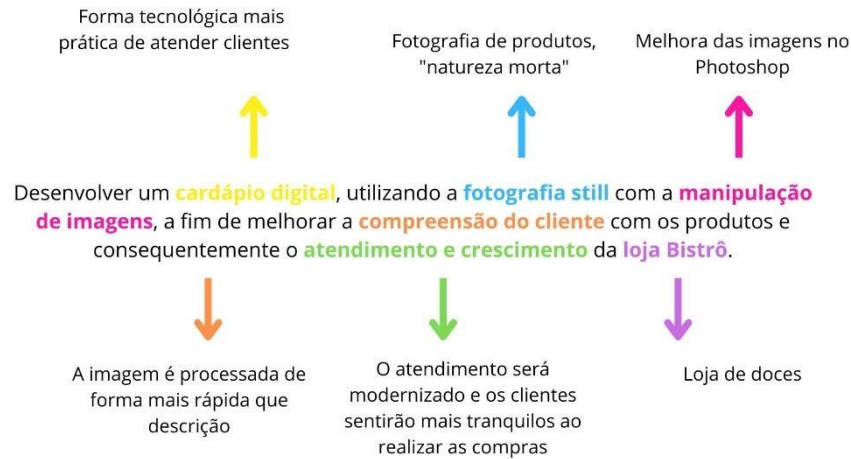 Forma tecnológica mais
prática de atender clientes
Fotografia de produtos,
"natureza morta"
Melhora das imagens no
Photoshop
Desenvolver um cardápio digital, utilizando a fotografia still com a manipulação
de imagens, a fim de melhorar a compreensão do cliente com os produtos e
consequentemente o atendimento e crescimento da loja Bistrô.
A imagem é processada de
forma mais rápida que
descrição
O atendimento será
modernizado e os clientes
sentirão mais tranquilos ao
realizar as compras
Loja de doces